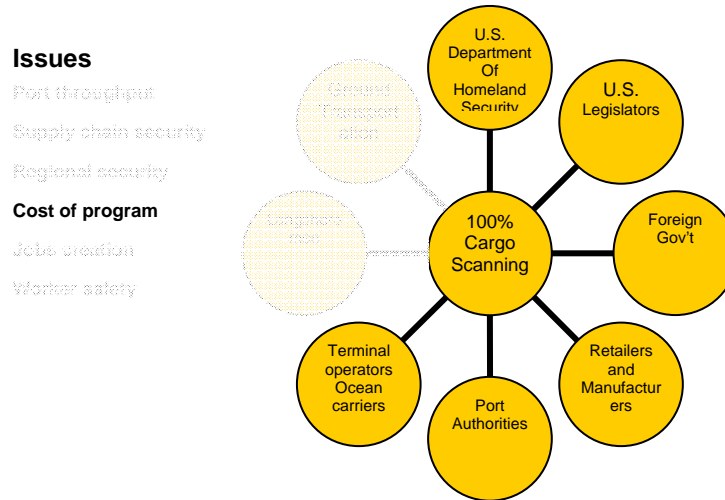 Issues
Port throughput
Supply chain security
Regional security
Cost of program
Jobs creation
Worker safety
U.S.
Department
Of
Homeland
Security
U.S.
Legislators
Ground
Transport
ation
Longshore
men
100%
Cargo
Scanning
Foreign
Gov't
Terminal
operators
Ocean
carriers
Port
Authorities
Retailers
and
Manufactur
ers